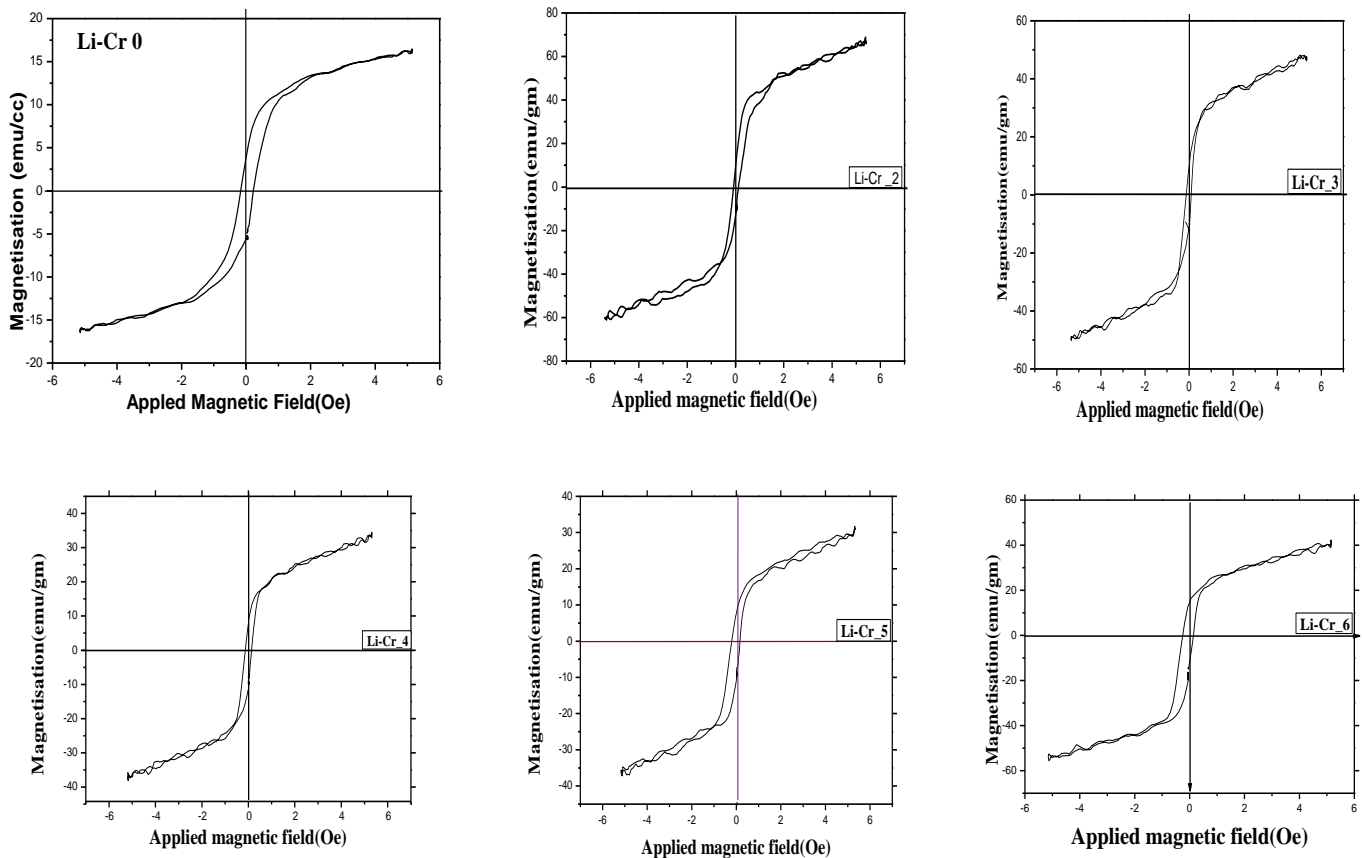 Li-Cr 0
Magnetisation (emu/cc)
20
15
10
5
0
-5
-10
-15
-20
-6 -4 -2 0 2 4 6
Appled Magnetic Field(Oe)
Magnetisation(emu/gm)
80
60
40
20
0
-20
-40
-60
-80
Li-Cr_2
-6 -4 -2 0 2 4 6
Applied magnetic field(Oe)
Magnetisation(emu/gm)
60
40
20
0
-20
-40
-60
Li-Cr_3
-6 -4 -2 0 2 4 6
Applied magnetic field(Oe)
Magnetisation(emu/gm)
40
30
20
10
0
-10
-20
-30
-40
Li-Cr_4
-6 -4 -2 0 2 4 6
Applied magnetic field(Oe)
Magnetisation(emu/gm)
40
30
20
10
0
-10
-20
-30
-40
Li-Cr_5
-6 -4 -2 0 2 4 6
Applied magnetic field(Oe)
Magnetisation(emu/gm)
60
40
20
0
-20
-40
-60
Li-Cr_6
-6 -4 -2 0 2 4 6
Applied magnetic field(Oe)